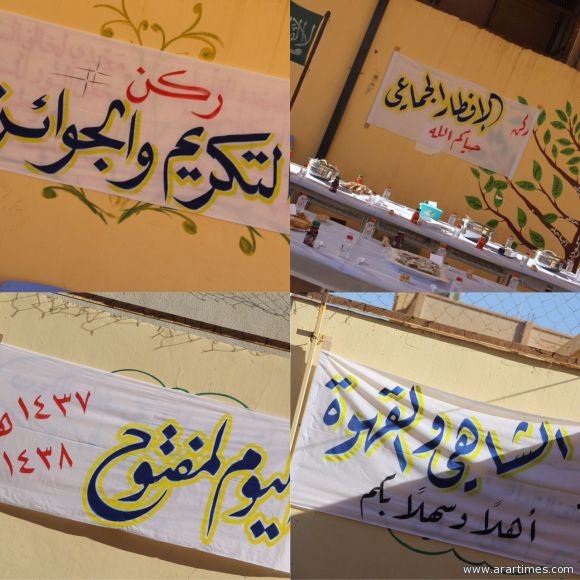 ركن
لتكريم والجوائز
ركن
الإفطار الجماعي
حياكم الله
ليوم المفتوح
١٤٣٧
١٤٣٨
الشاهي والقهوة
أهلاً وسهلاً بكم
www.arartimes.com